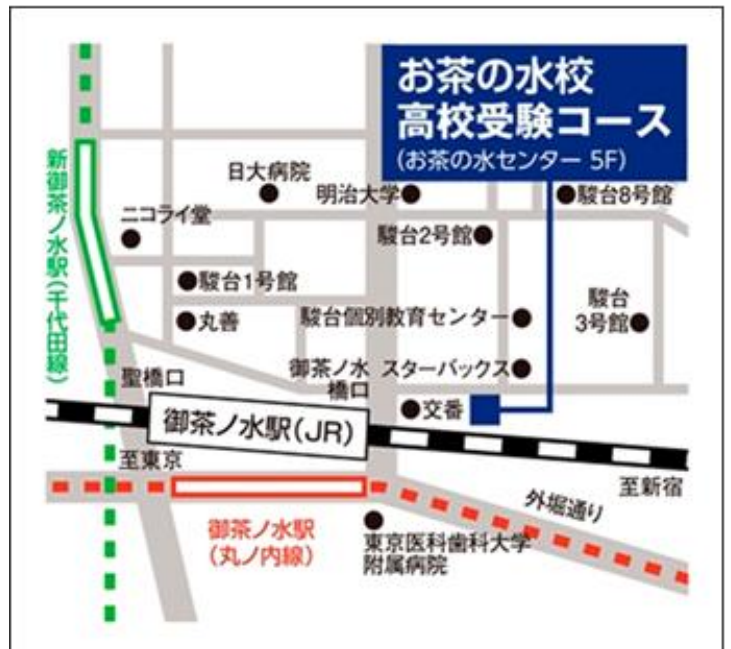 お茶の水校
高校受験コース
(お茶の水センター 5F)
新御茶ノ水駅(千代田線)
日大病院
明治大学
駿台8号館
ニコライ堂
駿台2号館
駿台1号館
丸善
駿台個別教育センター
駿台
3号館
御茶ノ水
橋口
スターバックス
聖橋口
交番
御茶ノ水駅(JR)
至東京
至新宿
外堀通り
御茶ノ水駅
(丸ノ内線)
東京医科歯科大学
附属病院